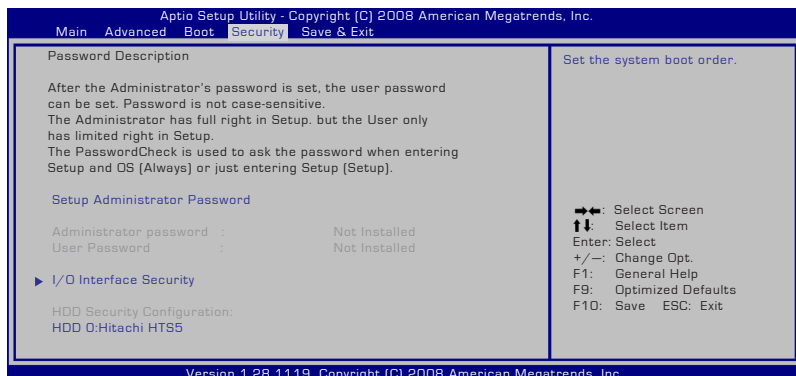 Aptio Setup Utility - Copyright (C) 2008 American Megatrends, Inc.
Main Advanced Boot Security Save & Exit
Password Description
After the Administrator's password is set, the user password
can be set. Password is not case-sensitive.
The Administrator has full right in Setup. but the User only
has limited right in Setup.
The PasswordCheck is used to ask the password when entering
Setup and OS (Always) or just entering Setup (Setup).
Setup Administrator Password
Administrator password : Not Installed
User Password : Not Installed
I/O Interface Security
HDD Security Configuration:
HDD 0:Hitachi HTS5
Set the system boot order.
→←: Select Screen
↑↓: Select Item
Enter: Select
+/—: Change Opt.
F1: General Help
F9: Optimized Defaults
F10: Save ESC: Exit
Version 1.28.1119. Copyright (C) 2008 American Megatrends, Inc.